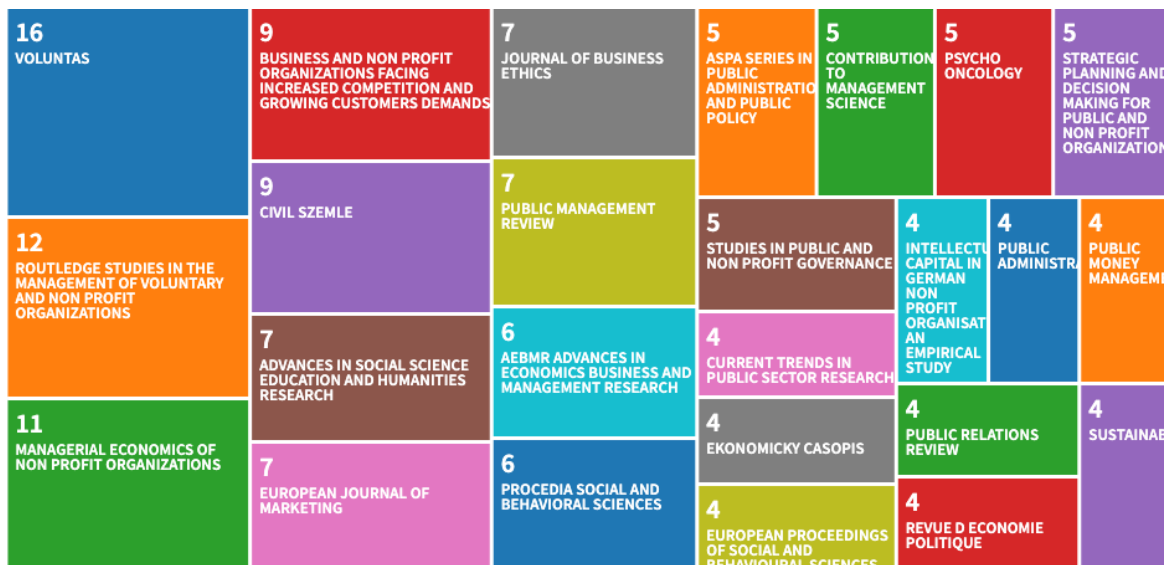 16
VOLUNTAS
12
ROUTLEDGE STUDIES IN THE
MANAGEMENT OF VOLUNTARY
AND NON PROFIT
ORGANIZATIONS
11
MANAGERIAL ECONOMICS OF
NON PROFIT ORGANIZATIONS
9
BUSINESS AND NON PROFIT
ORGANIZATIONS FACING
INCREASED COMPETITION AND
GROWING CUSTOMERS DEMANDS
9
CIVIL SZEMLE
7
ADVANCES IN SOCIAL SCIENCE
EDUCATION AND HUMANITIES
RESEARCH
7
EUROPEAN JOURNAL OF
MARKETING
7
JOURNAL OF BUSINESS
ETHICS
7
PUBLIC MANAGEMENT
REVIEW
6
AEBMR ADVANCES IN
ECONOMICS BUSINESS AND
MANAGEMENT RESEARCH
6
PROCEDIA SOCIAL AND
BEHAVIORAL SCIENCES
5
ASPA SERIES IN
PUBLIC
ADMINISTRATIO
AND PUBLIC
POLICY
5
CONTRIBUTION
TO
MANAGEMENT
SCIENCE
5
PSYCHO
ONCOLOGY
5
STRATEGIC
PLANNING AND
DECISION
MAKING FOR
PUBLIC AND
NON PROFIT
ORGANIZATION
5
STUDIES IN PUBLIC AND
NON PROFIT GOVERNANCE
4
CURRENT TRENDS IN
PUBLIC SECTOR RESEARCH
4
EKONOMICKY CASOPIS
4
EUROPEAN PROCEEDINGS
OF SOCIAL AND
BEHAVIOURAL SCIENCES
4
INTELLECTU
CAPITAL IN
GERMAN
NON
PROFIT
ORGANISAT
AN
EMPIRICAL
STUDY
4
PUBLIC
ADMINISTRA
4
PUBLIC
MONEY
MANAGEME
4
PUBLIC RELATIONS
REVIEW
4
REVUE D ECONOMIE
POLITIQUE
4
SUSTAINAB